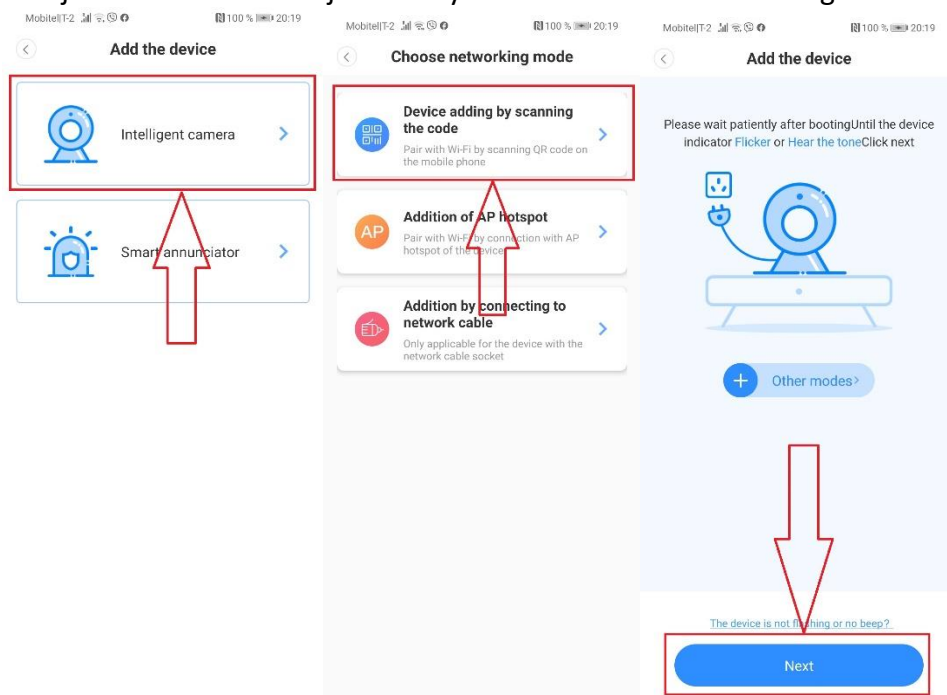 Mobitel|T-2 100 % 20:19
Add the device
Intelligent camera
Smart annunciator
Mobitel|T-2 100 % 20:19
Choose networking mode
Device adding by scanning
the code
Pair with Wi-Fi by scanning QR code on
the mobile phone
AP
Addition of AP hotspot
Pair with Wi-Fi by connection with AP
hotspot of the device
Addition by connecting to
network cable
Only applicable for the device with the
network cable socket
Mobitel|T-2 100 % 20:19
Add the device
Please wait patiently after bootingUntil the device
indicator Flicker or Hear the toneClick next
Other modes>
The device is not flashing or no beep?
Next